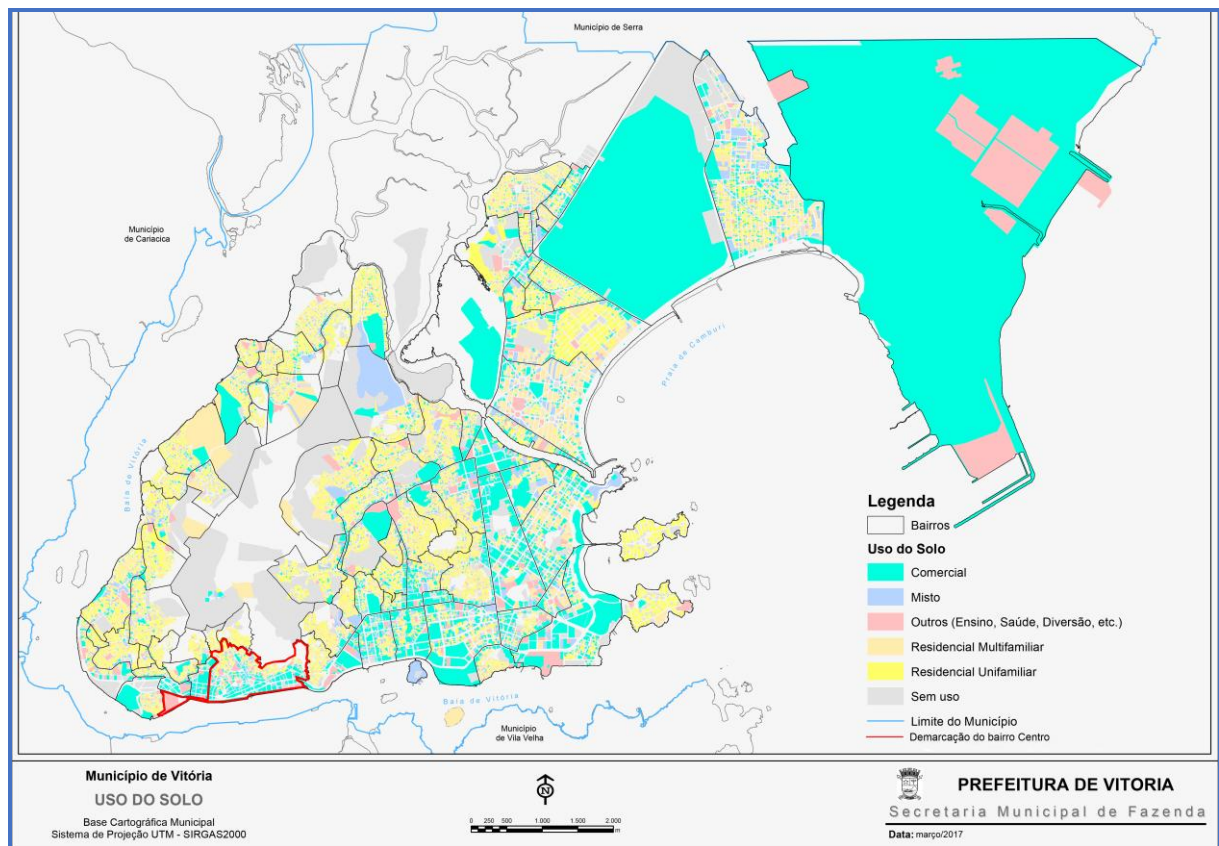 Município de Serra
Município
de Cariacica
Baía de Vitória
Praia de Camburi
Baía de Vitória
Município
de Vila Velha
Legenda
Bairros
Uso do Solo
Comercial
Misto
Outros (Ensino, Saúde, Diversão, etc.)
Residencial Multifamiliar
Residencial Unifamiliar
Sem uso
Limite do Município
Demarcação do bairro Centro
Município de Vitória
USO DO SOLO
Base Cartográfica Municipal
Sistema de Projeção UTM - SIRGAS2000
N
0 250 500 1.000 1.500 2.000
m
PREFEITURA DE VITORIA
Secretaria Municipal de Fazenda
Data: março/2017